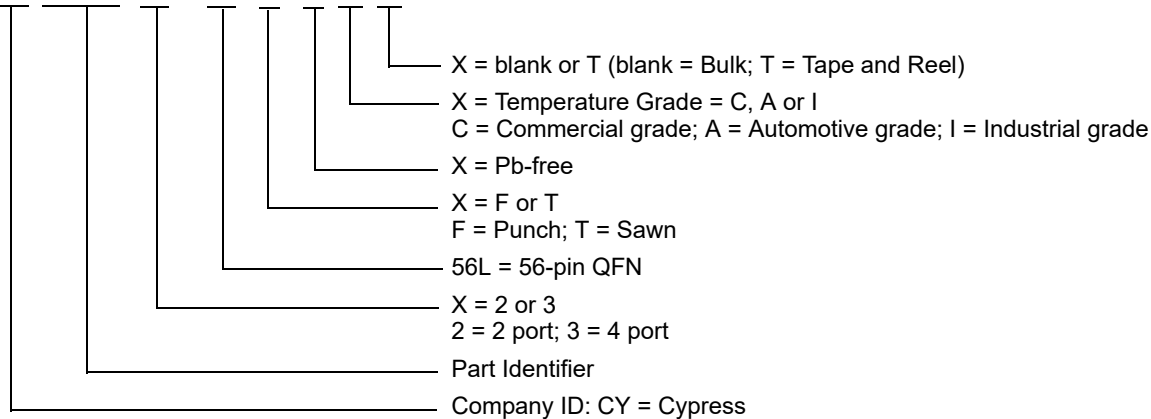 X = blank or T (blank = Bulk; T = Tape and Reel)
X = Temperature Grade = C, A or I
C = Commercial grade; A = Automotive grade; I = Industrial grade
X = Pb-free
X = F or T
F = Punch; T = Sawn
56L = 56-pin QFN
X = 2 or 3
2 = 2 port; 3 = 4 port
Part Identifier
Company ID: CY = Cypress